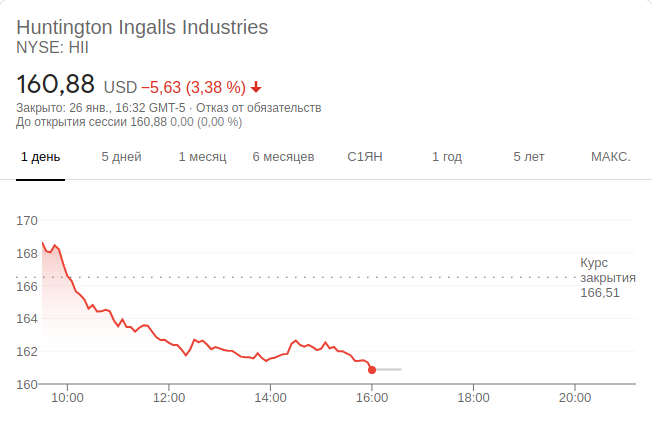 Huntington Ingalls Industries
NYSE: HII
160,88 USD −5,63 (3,38 %)
Закрыто: 26 янв., 16:32 GMT-5 · Отказ от обязательств
До открытия сессии 160,88 0,00 (0,00 %)
1 день 5 дней 1 месяц 6 месяцев С1ЯН 1 год 5 лет МАКС.
170
168
Курс
закрытия
166,51
166
164
162
160
10:00 12:00 14:00 16:00 18:00 20:00